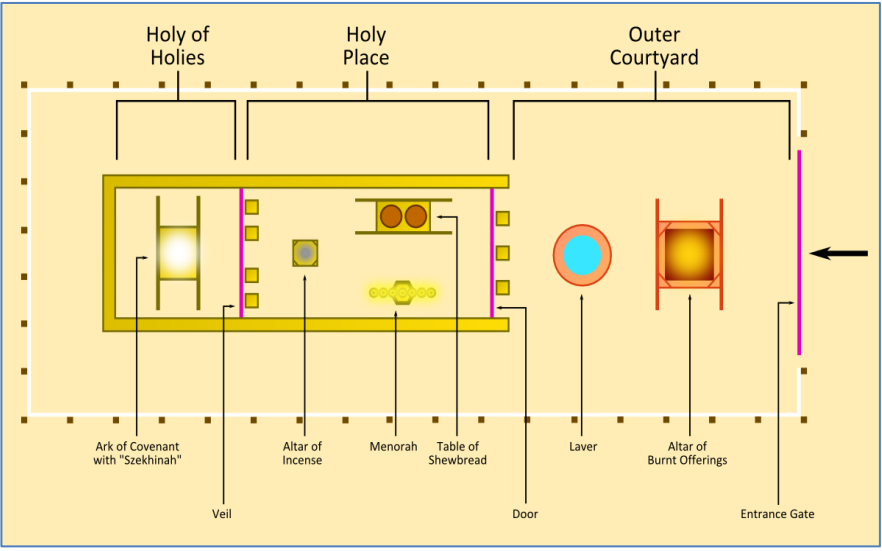 Holy of
Holies
Holy
Place
Outer
Courtyard
Ark of Covenant
with "Szekhinah"
Altar of
Incense
Menorah
Table of
Shewbread
Laver
Altar of
Burnt Offerings
Veil
Door
Entrance Gate